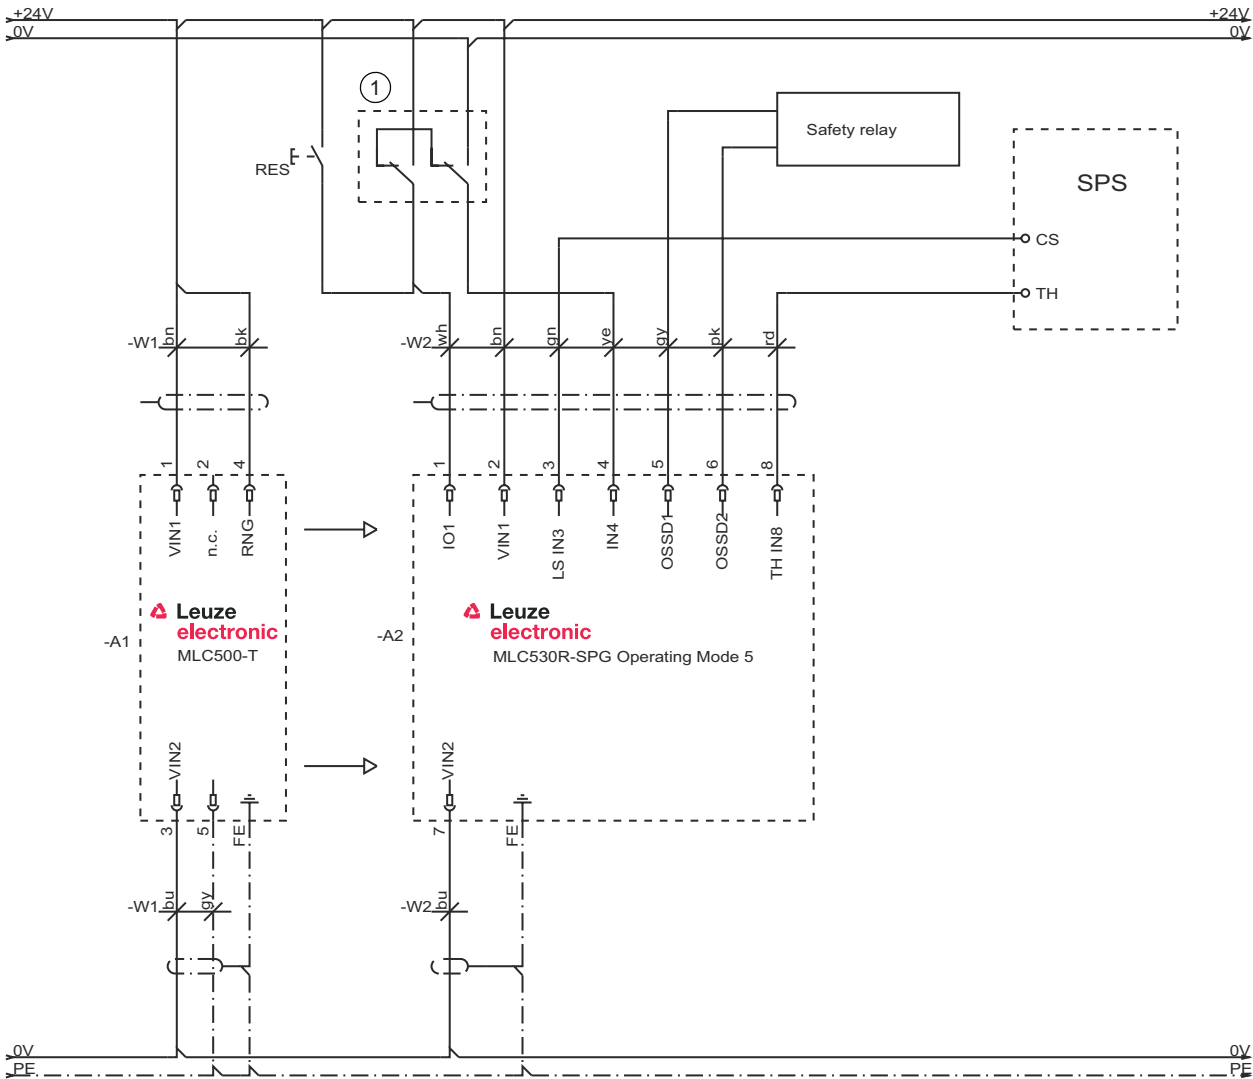 +24V +24V
0V 0V
1
Safety relay
RES
SPS
CS
TH
-W1 bn bk -W2 wh bn gn ye gy pk rd
1 2 4 1 2 3 4 5 6 8
VIN1 n.c. RNG IO1 VIN1 LS IN3 IN4 OSSD1 OSSD2 TH IN8
Leuze
electronic
MLC500-T
-A1
Leuze
electronic
MLC530R-SPG Operating Mode 5
-A2
VIN2 VIN2
3 5 FE 7 FE
-W1 bu gy -W2 bu
0V 0V
PE PE